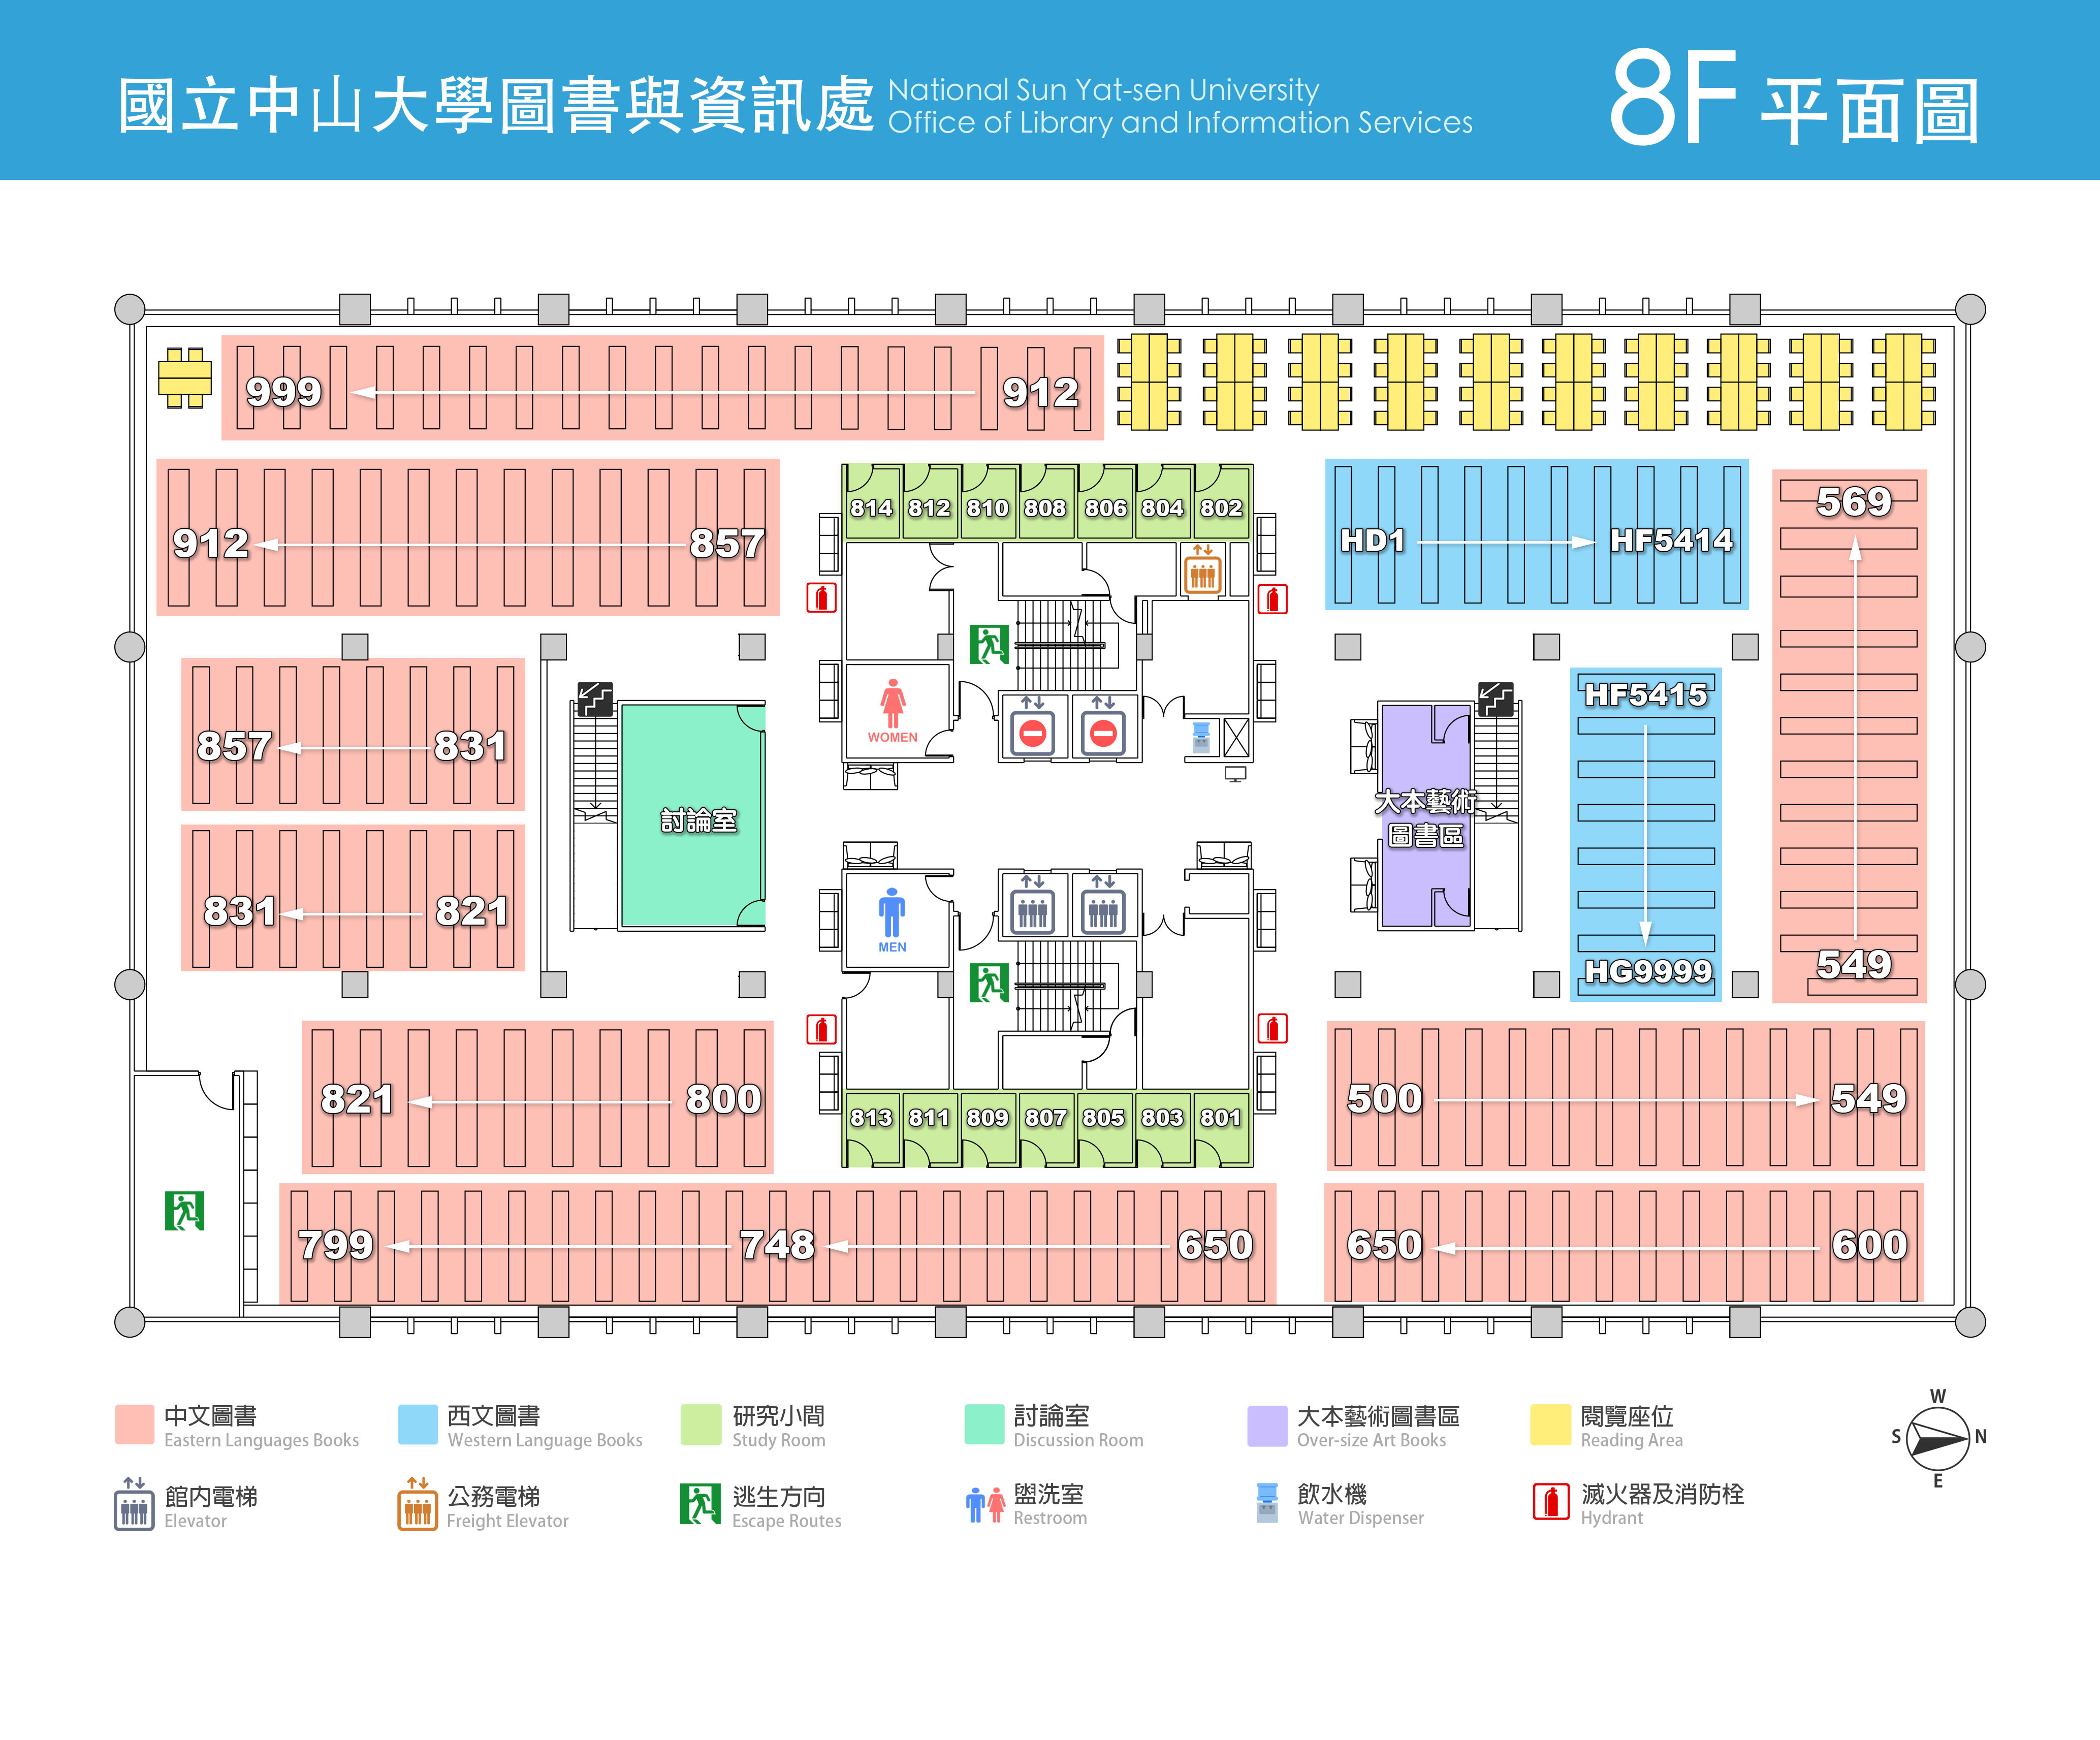 國立中山大學圖書與資訊處
National Sun Yat-sen University
Office of Library and Information Services
8F 平面圖
999 912
912 857
814 812 810 808 806 804 802
HD1 HF5414
569
857 831
WOMEN
HF5415
討論室
大本藝術
圖書區
831 821
MEN
HG9999
549
821 800
813 811 809 807 805 803 801
500 549
799 748 650
650 600
中文圖書
Eastern Languages Books
西文圖書
Western Language Books
研究小間
Study Room
討論室
Discussion Room
大本藝術圖書區
Over-size Art Books
閱覽座位
Reading Area
W
S N
E
館內電梯
Elevator
公務電梯
Freight Elevator
逃生方向
Escape Routes
盥洗室
Restroom
飲水機
Water Dispenser
滅火器及消防栓
Hydrant